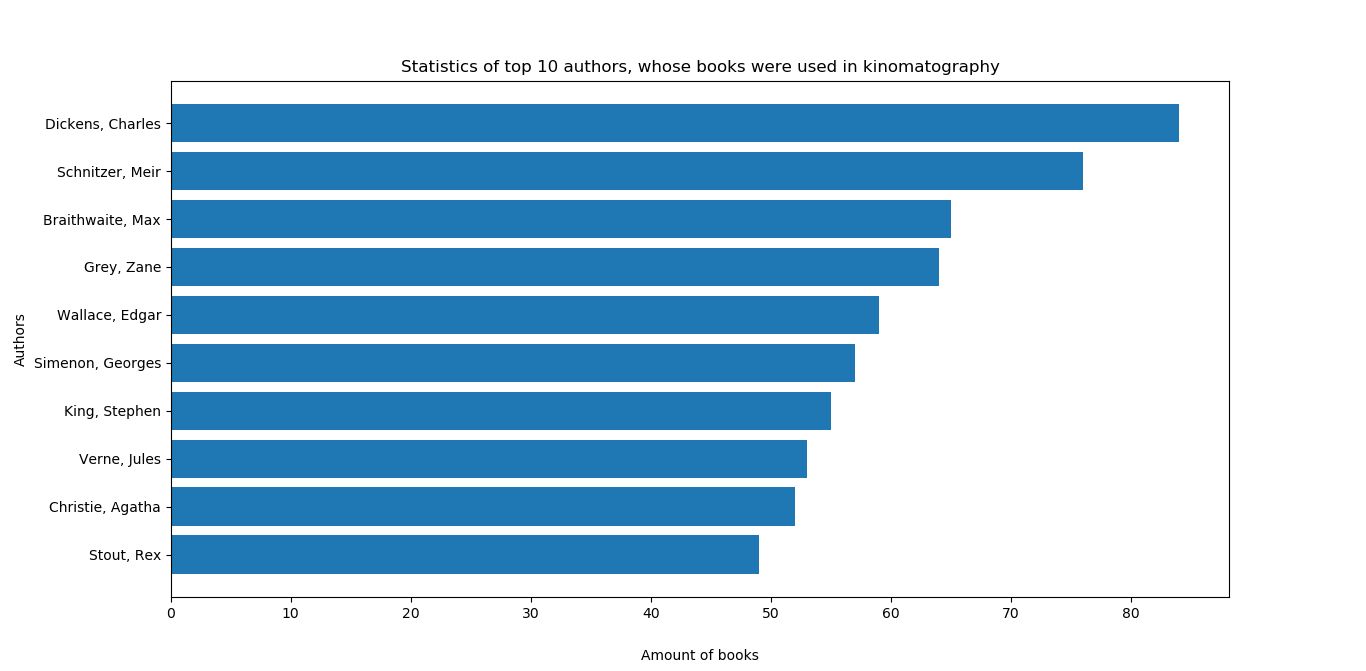 Statistics of top 10 authors, whose books were used in kinomatography
Authors
Dickens, Charles
Schnitzer, Meir
Braithwaite, Max
Grey, Zane
Wallace, Edgar
Simenon, Georges
King, Stephen
Verne, Jules
Christie, Agatha
Stout, Rex
0 10 20 30 40 50 60 70 80
Amount of books